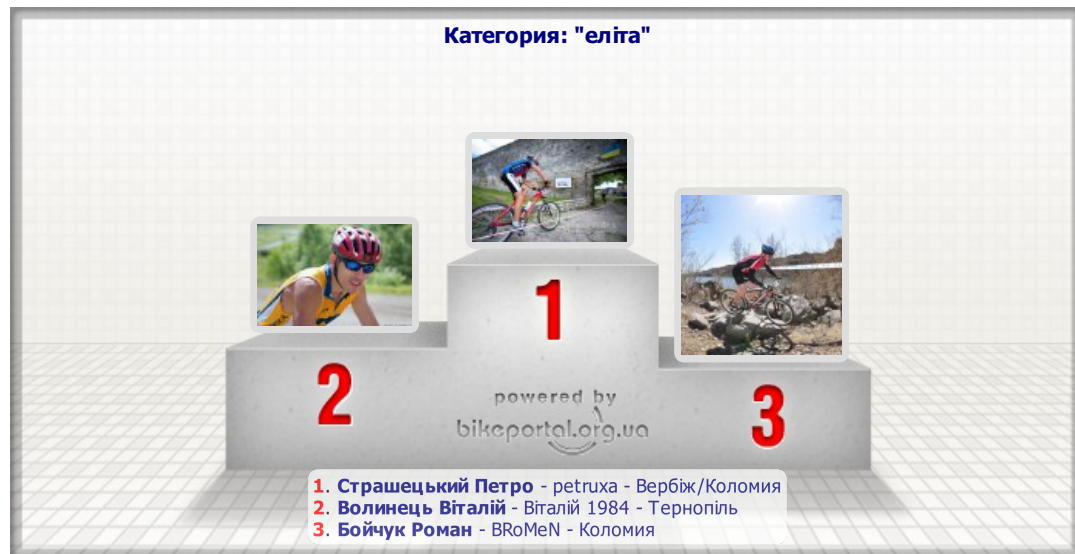 Категория: "еліта"
1
2
3
powered by
bikeportal.org.ua
1. Страшецький Петро - petruxa - Вербіж/Коломия
2. Волинець Віталій - Віталій 1984 - Тернопіль
3. Бойчук Роман - BRoMeN - Коломия